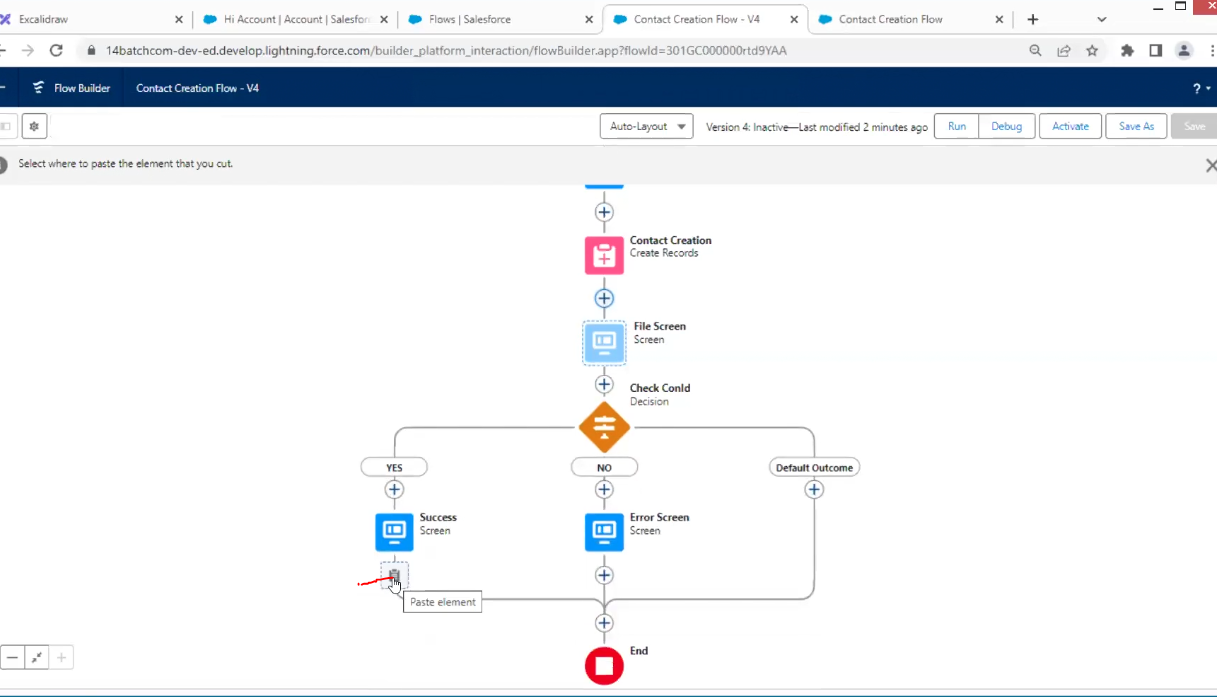 Excalidraw
Hi Account | Account | Salesforc
Flows | Salesforce
Contact Creation Flow - V4
Contact Creation Flow
14batchcom-dev-ed.develop.lightning.force.com/builder_platform_interaction/flowBuilder.app?flowId=301GC000000rtd9YAA
Flow Builder
Contact Creation Flow - V4
?
Auto-Layout
Version 4: Inactive—Last modified 2 minutes ago
Run
Debug
Activate
Save As
Save
Select where to paste the element that you cut.
Contact Creation
Create Records
File Screen
Screen
Check ConId
Decision
YES
NO
Default Outcome
Success
Screen
Error Screen
Screen
Paste element
End